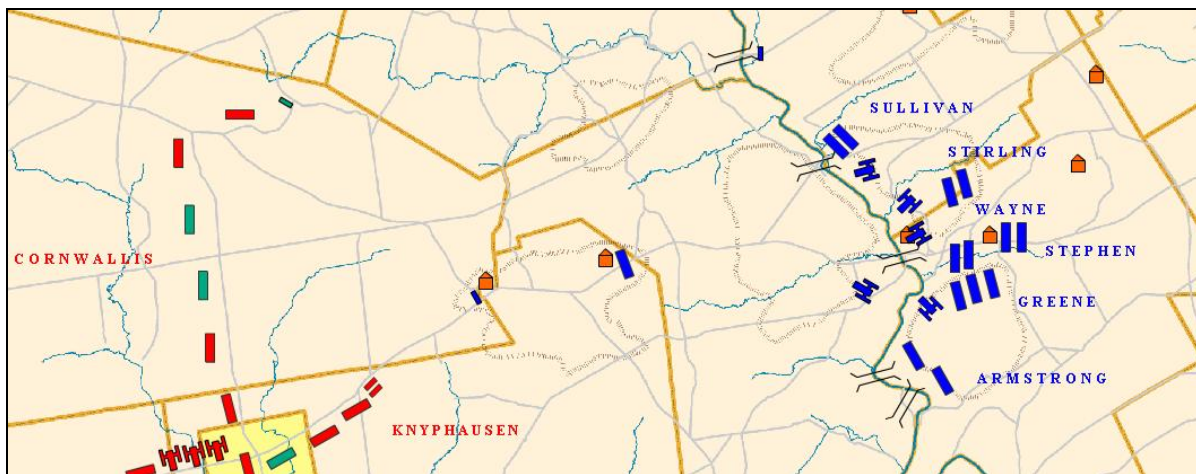 SULLIVAN
STIRLING
WAYNE
STEPHEN
CORNWALLIS
GREENE
ARMSTRONG
KNYPHAUSEN